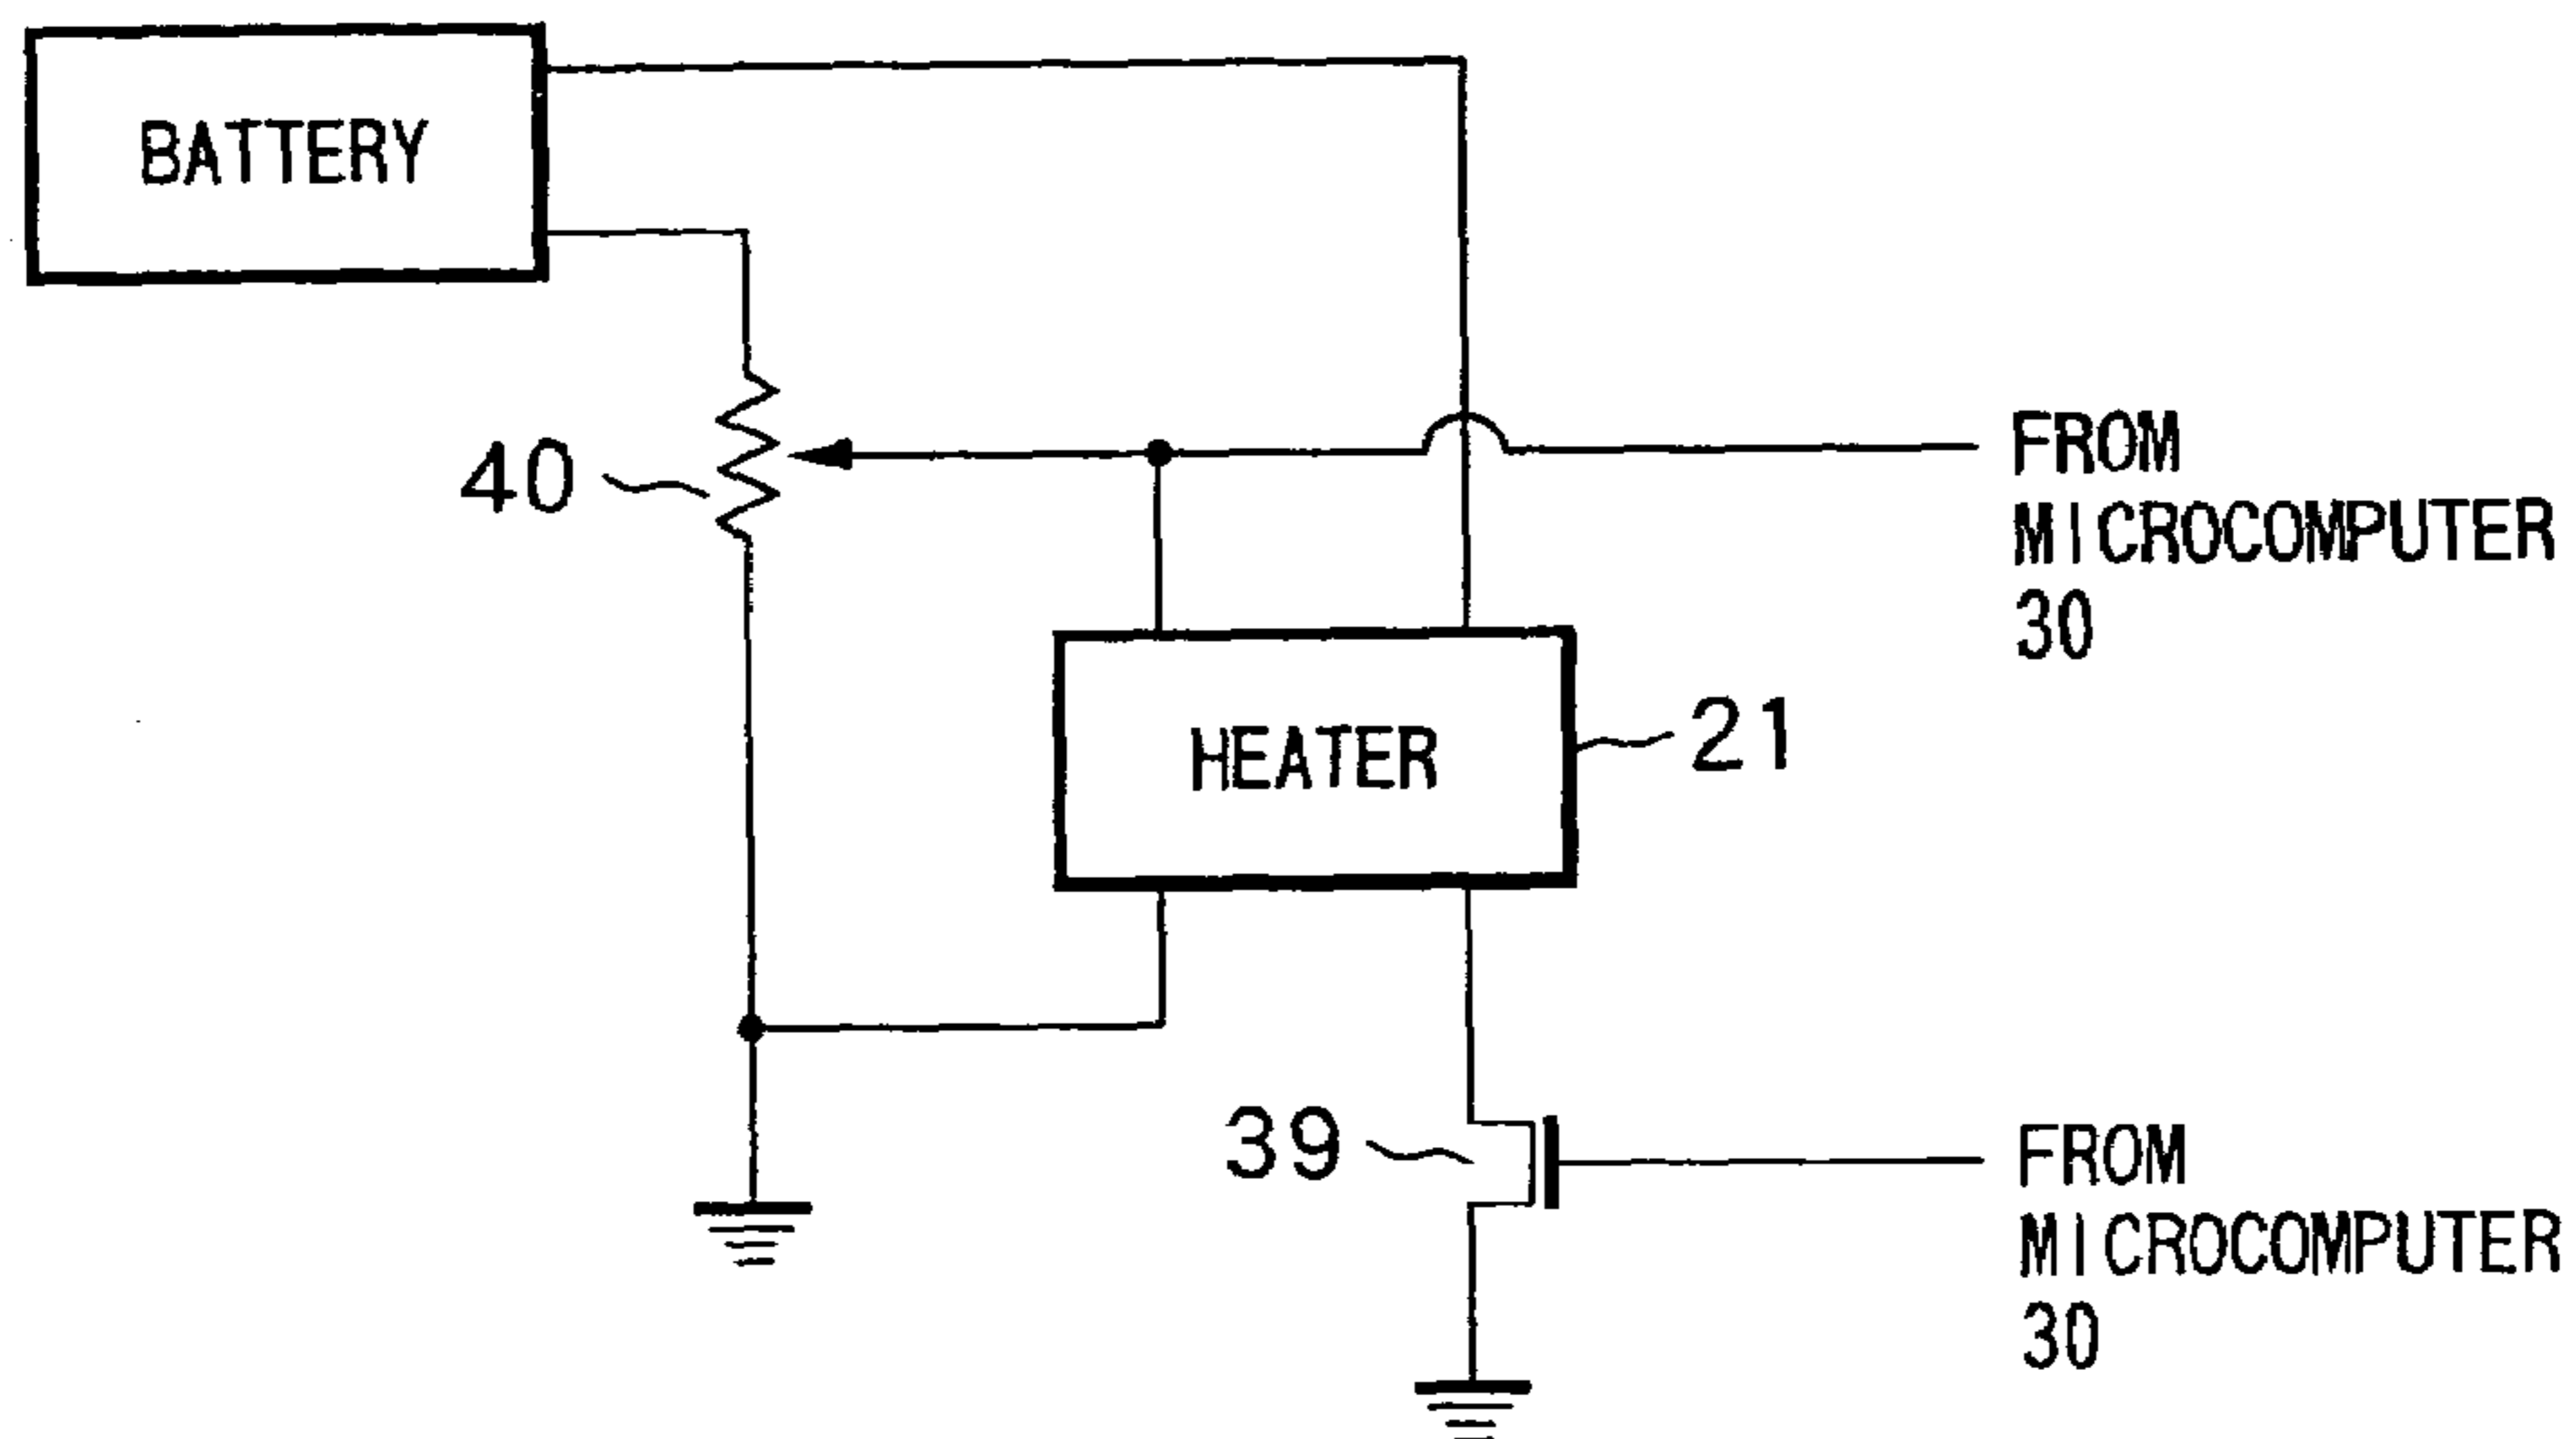 BATTERY
40
FROM
MICROCOMPUTER
30
HEATER
21
39
FROM
MICROCOMPUTER
30